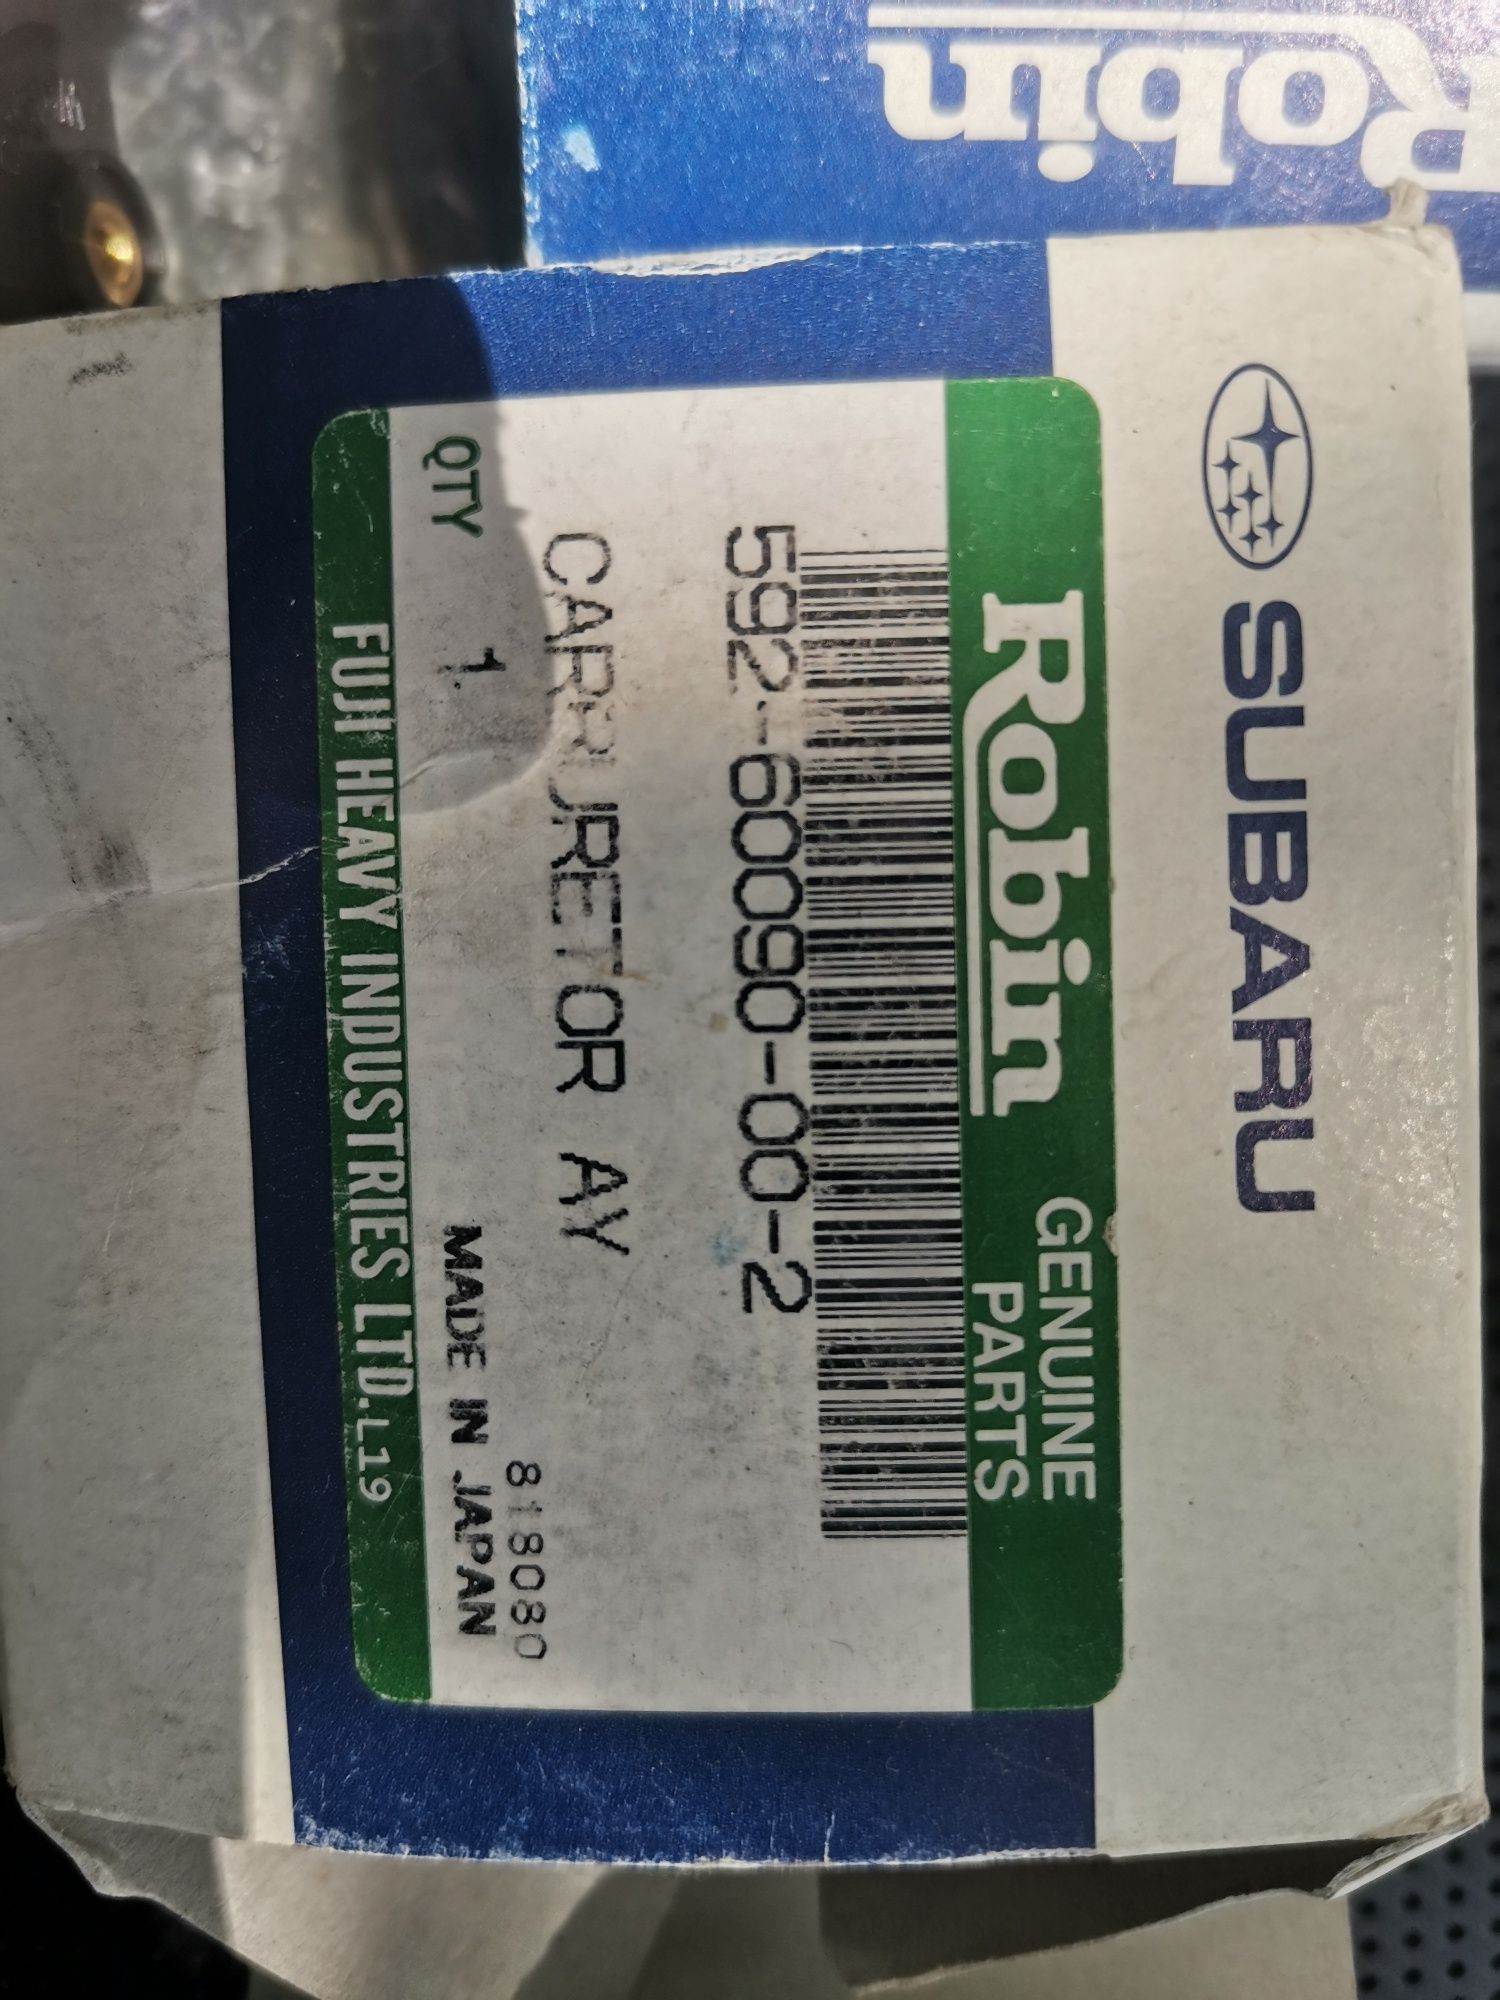 Robin
SUBARU
Robin
GENUINE
PARTS
592-60090-00-2
CARRURETOR AY
818080
QTY 1
MADE IN JAPAN
FUJI HEAVY INDUSTRIES LTD. L19